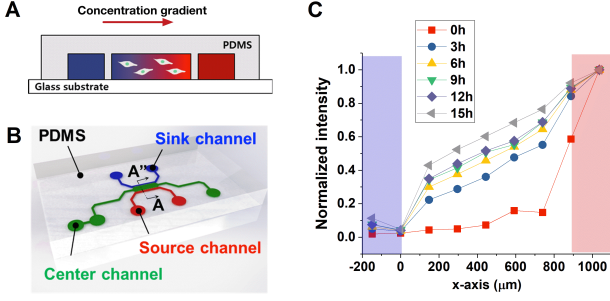 A
Concentration gradient
PDMS
Glass substrate
B
PDMS
Sink channel
A''
A
Source channel
Center channel
C
Normalized intensity
1.0
0.8
0.6
0.4
0.2
0.0
0h
3h
6h
9h
12h
15h
-200 0 200 400 600 800 1000
x-axis (μm)